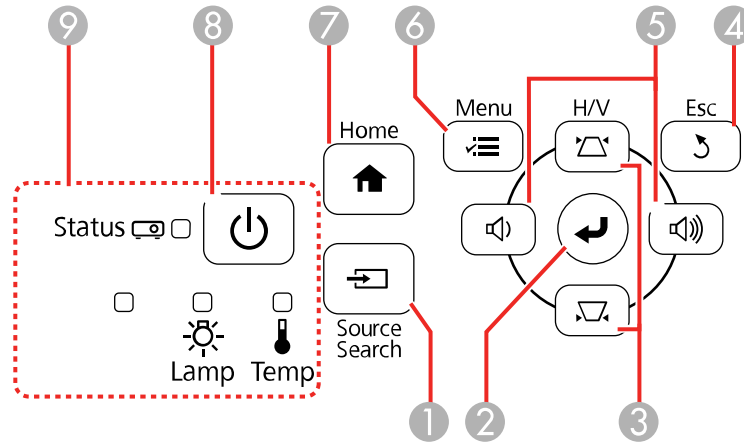 9 8 7 6 5 4
Menu H/V Esc
Home
Status
Source
Search
Lamp Temp
1 2 3